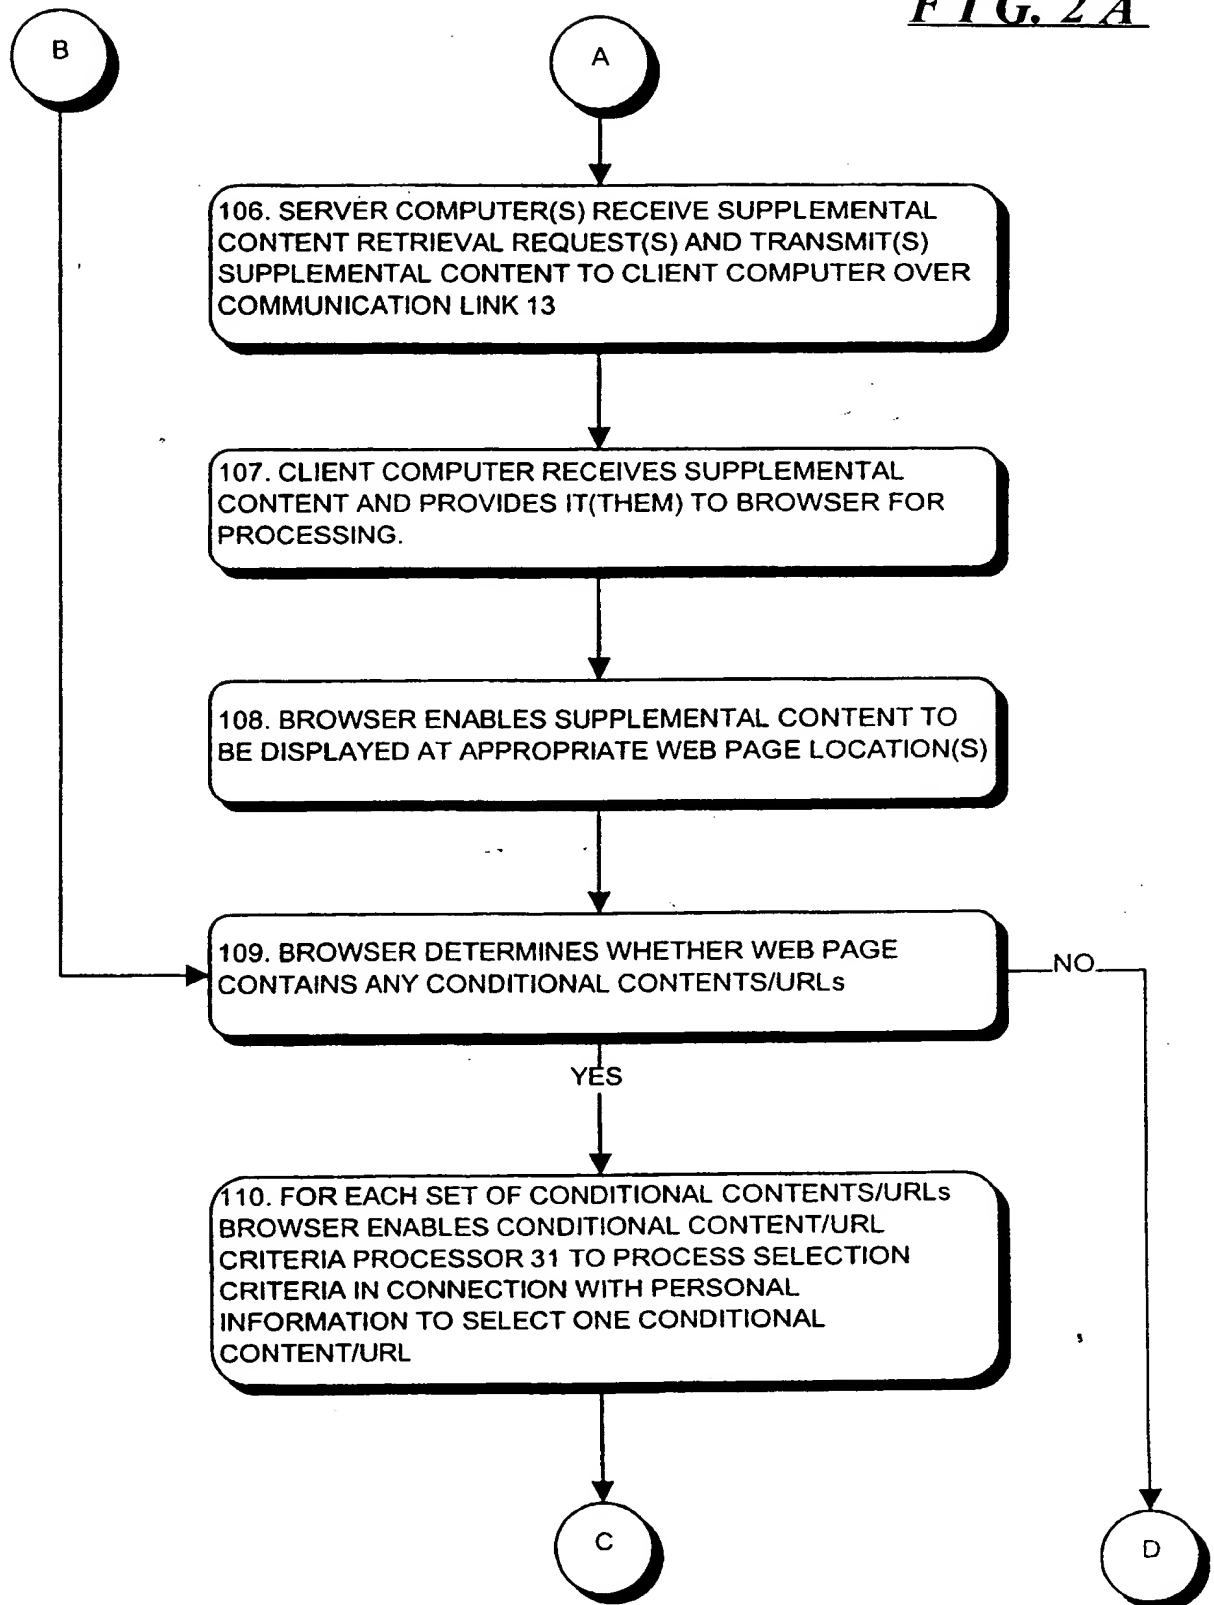 FIG. 2A
B
A
106. SERVER COMPUTER(S) RECEIVE SUPPLEMENTAL
CONTENT RETRIEVAL REQUEST(S) AND TRANSMIT(S)
SUPPLEMENTAL CONTENT TO CLIENT COMPUTER OVER
COMMUNICATION LINK 13
107. CLIENT COMPUTER RECEIVES SUPPLEMENTAL
CONTENT AND PROVIDES IT(THEM) TO BROWSER FOR
PROCESSING.
108. BROWSER ENABLES SUPPLEMENTAL CONTENT TO
BE DISPLAYED AT APPROPRIATE WEB PAGE LOCATION(S)
109. BROWSER DETERMINES WHETHER WEB PAGE
CONTAINS ANY CONDITIONAL CONTENTS/URLs
NO
YES
110. FOR EACH SET OF CONDITIONAL CONTENTS/URLs
BROWSER ENABLES CONDITIONAL CONTENT/URL
CRITERIA PROCESSOR 31 TO PROCESS SELECTION
CRITERIA IN CONNECTION WITH PERSONAL
INFORMATION TO SELECT ONE CONDITIONAL
CONTENT/URL
C
D